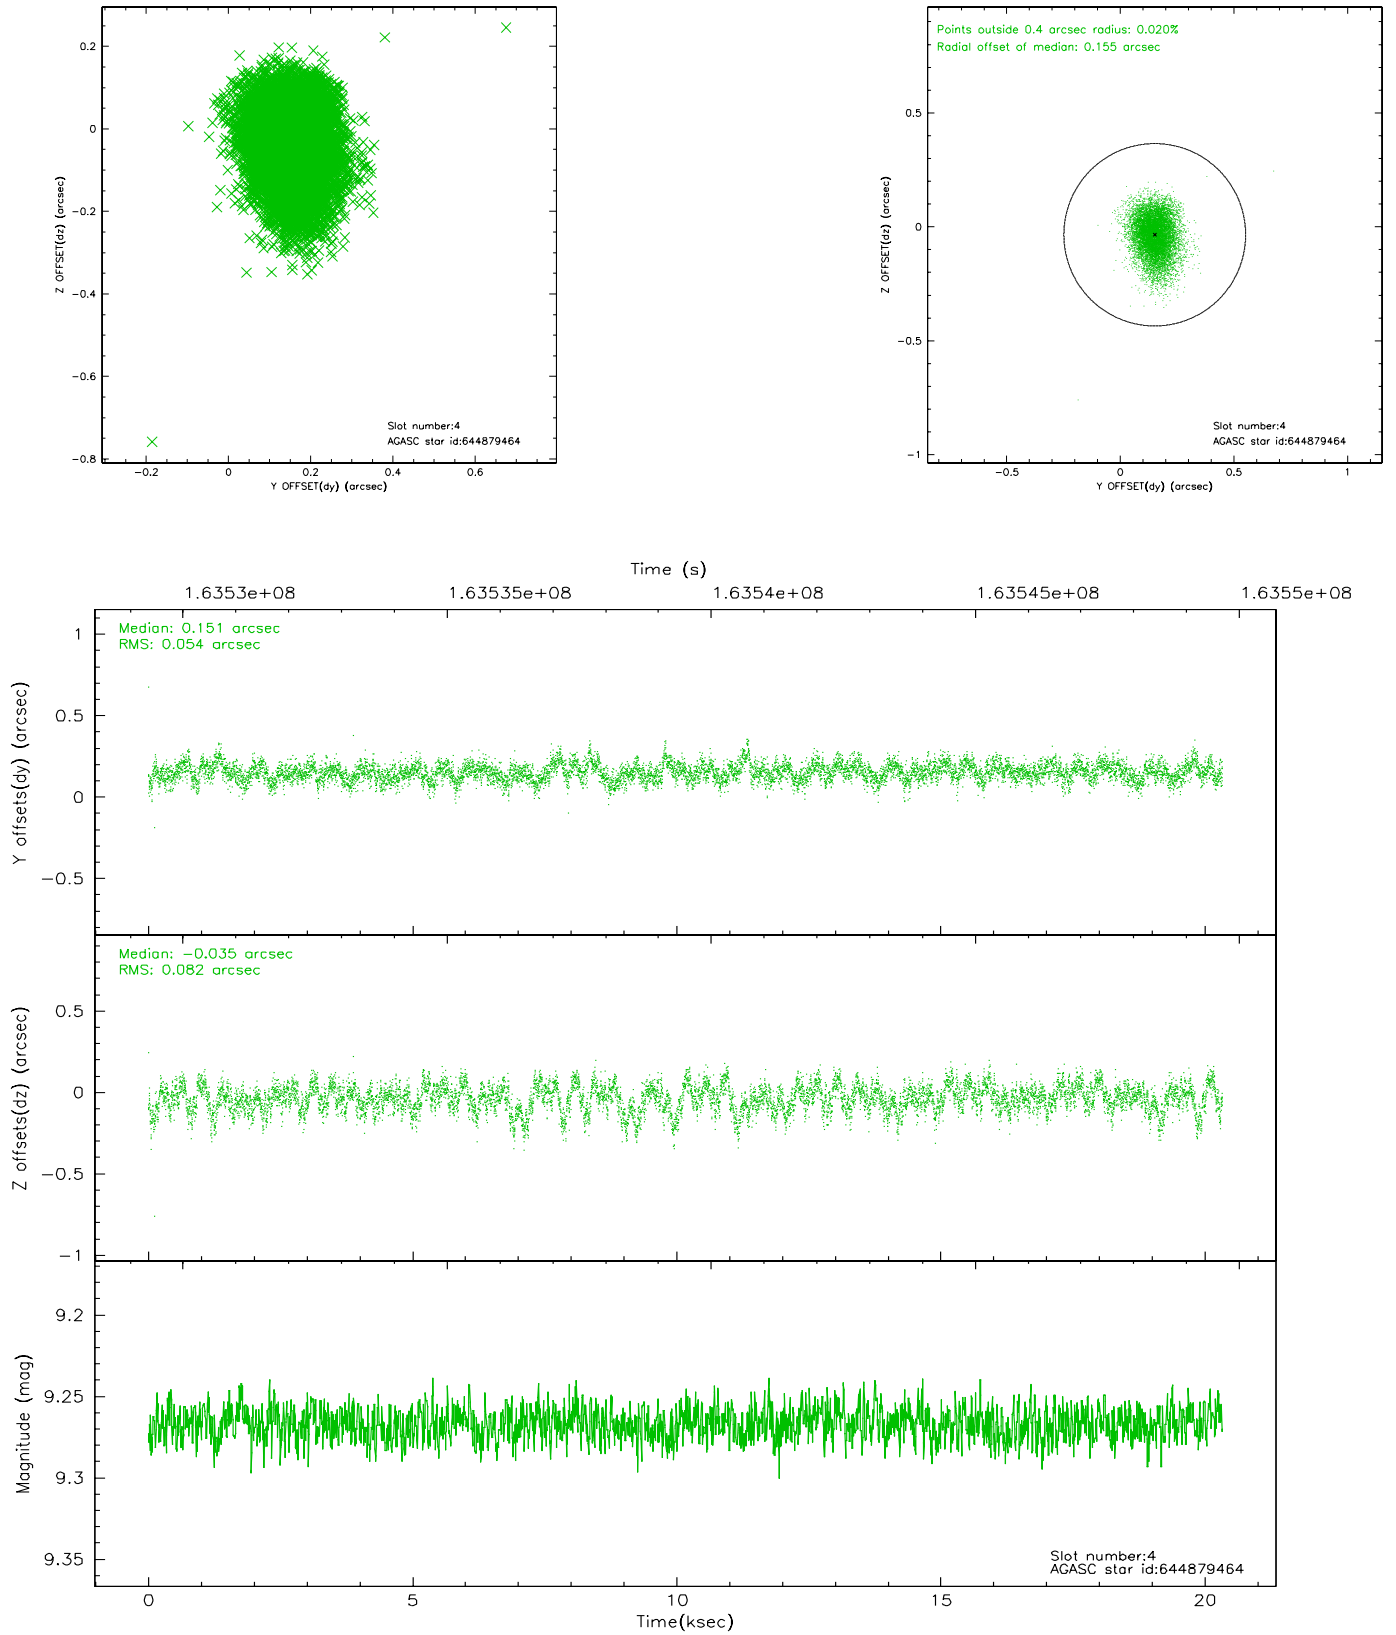 0.2
0
−0.2
−0.4
−0.6
−0.8
Z OFFSET(dz) (arcsec)
Slot number:4
AGASC star id:644879464
−0.2 0 0.2 0.4 0.6
Y OFFSET(dy) (arcsec)
Points outside 0.4 arcsec radius: 0.020%
Radial offset of median: 0.155 arcsec
0.5
0
−0.5
−1
Z OFFSET(dz) (arcsec)
Slot number:4
AGASC star id:644879464
−0.5 0 0.5 1
Y OFFSET(dy) (arcsec)
Time (s)
1.6353e+08 1.63535e+08 1.6354e+08 1.63545e+08 1.6355e+08
Median: 0.151 arcsec
RMS: 0.054 arcsec
1
0.5
0
−0.5
Y offsets(dy) (arcsec)
Median: −0.035 arcsec
RMS: 0.082 arcsec
0.5
0
−0.5
−1
Z offsets(dz) (arcsec)
9.2
9.25
9.3
9.35
Magnitude (mag)
Slot number:4
AGASC star id:644879464
0 5 10 15 20
Time(ksec)